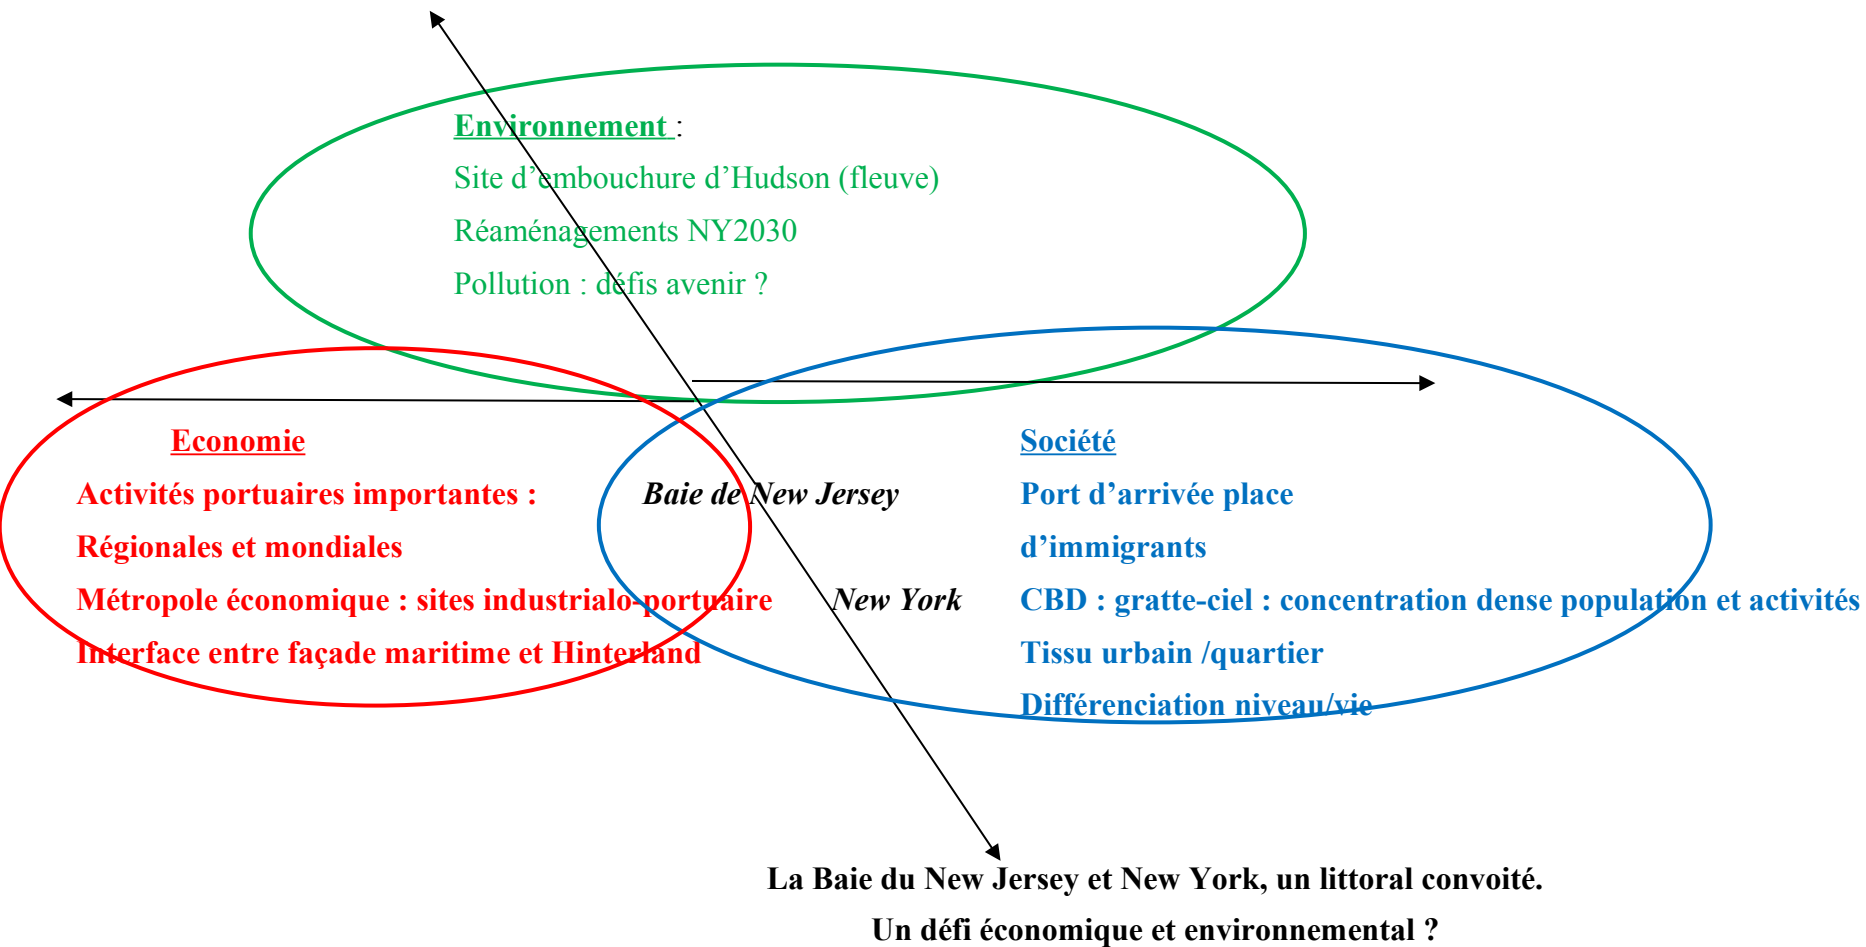 Environnement :
Site d’embouchure d’Hudson (fleuve)
Réaménagements NY2030
Pollution : défis avenir ?
Economie
Activités portuaires importantes :
Régionales et mondiales
Métropole économique : sites industrialo-portuaire
Interface entre façade maritime et Hinterland
Baie de New Jersey
New York
Société
Port d’arrivée place
d’immigrants
CBD : gratte-ciel : concentration dense population et activités
Tissu urbain /quartier
Différenciation niveau/vie
La Baie du New Jersey et New York, un littoral convoité.
Un défi économique et environnemental ?